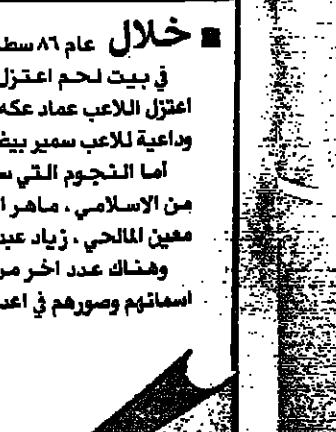 ■ خلال عام ٨٦ سط
في بيت لحم اعتزل
اعتزل اللاعب عماد عكه
وداعية للاعب سمير بيض
أما النجوم التي س
من الاسلامي ، ماهر ا
معين المالحي ، زياد عبد
وهناك عدد اخر من
اسمائهم وصورهم في اعد